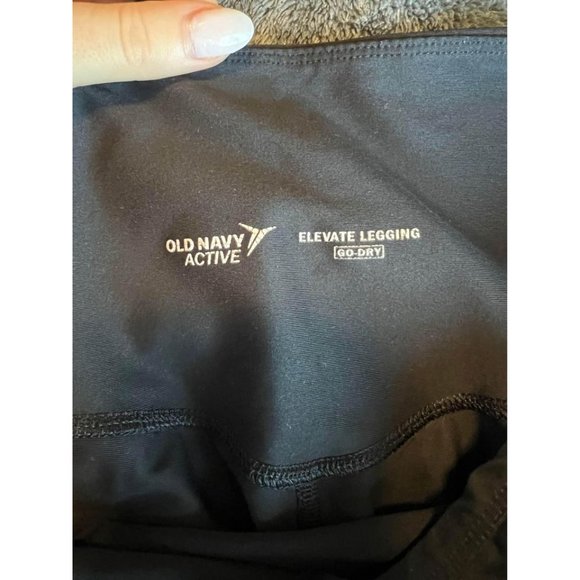 OLD NAVY
ACTIVE
ELEVATE LEGGING
GO-DRY